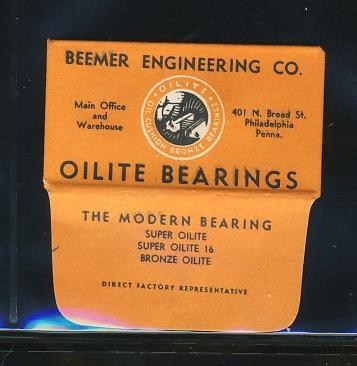 BEEMER ENGINEERING CO.
Main Office
and
Warehouse
OILITE
OIL CUSHION BRONZE BEARINGS
401 N. Broad St.
Philadelphia
Penna.
OILITE BEARINGS
THE MODERN BEARING
SUPER OILITE
SUPER OILITE 16
BRONZE OILITE
DIRECT FACTORY REPRESENTATIVE